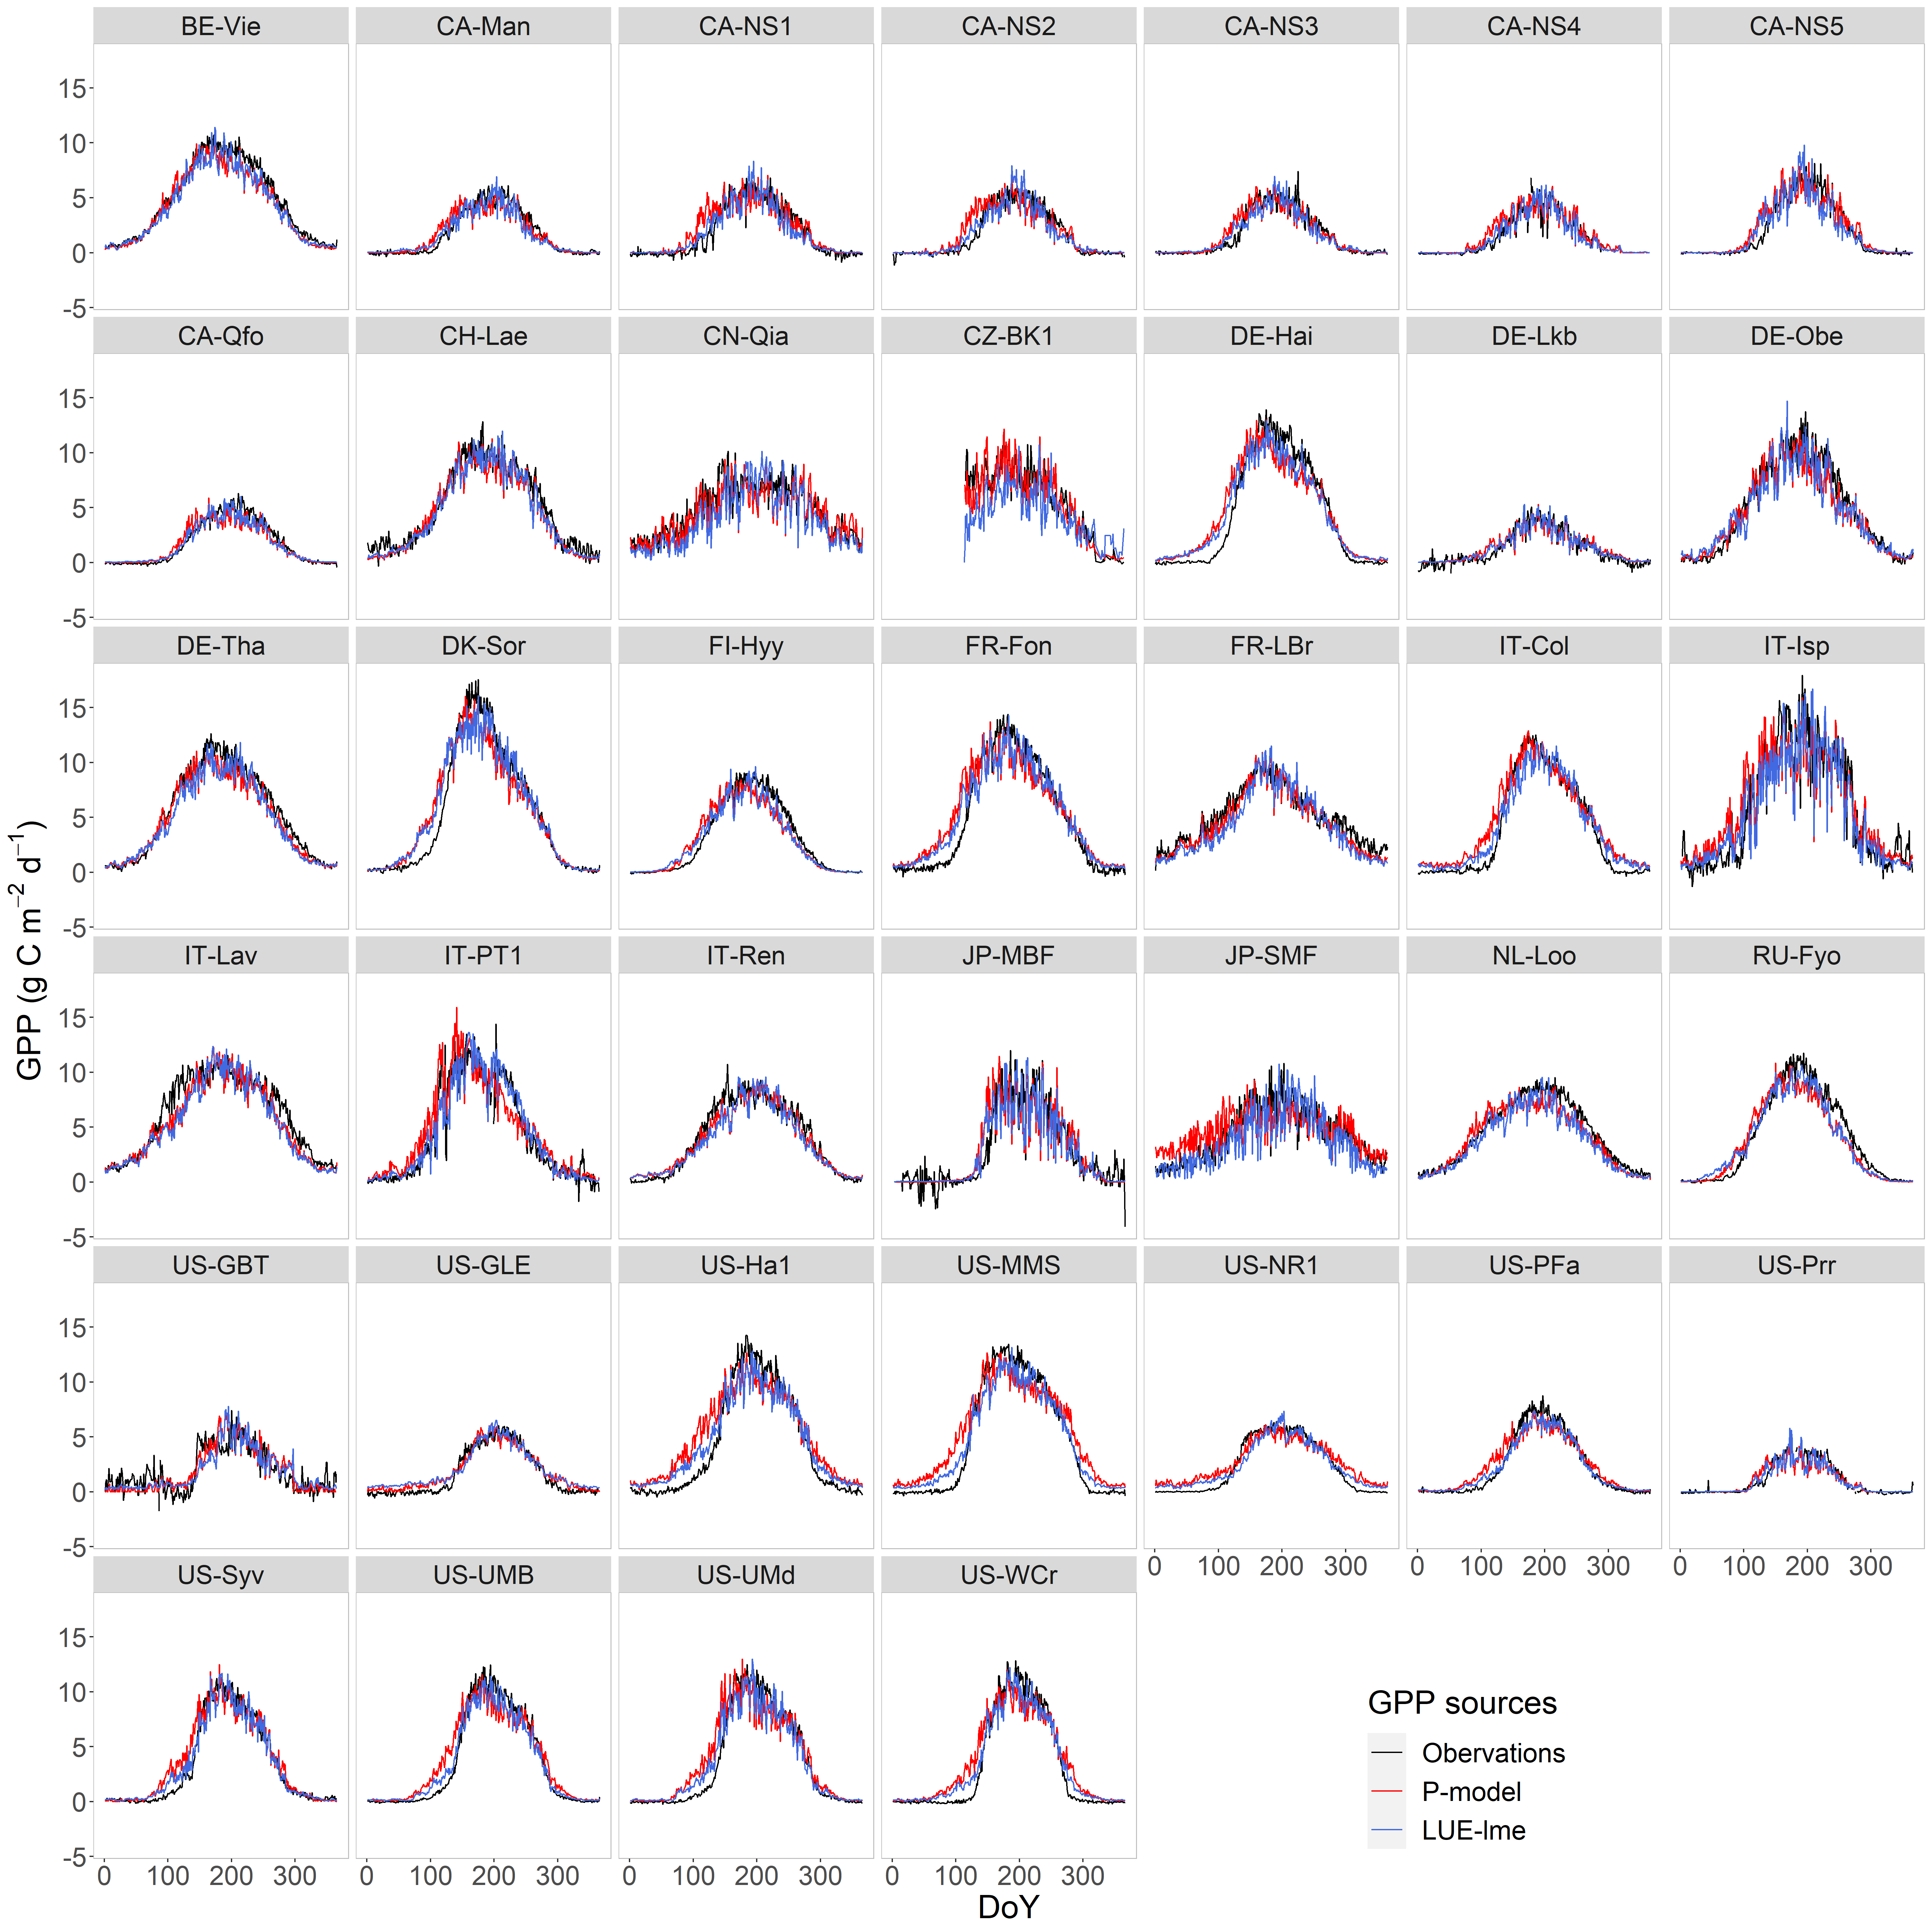 BE-Vie CA-Man CA-NS1 CA-NS2 CA-NS3 CA-NS4 CA-NS5
15
10
5
0
-5
CA-Qfo CH-Lae CN-Qia CZ-BK1 DE-Hai DE-Lkb DE-Obe
15
10
5
0
-5
DE-Tha DK-Sor FI-Hyy FR-Fon FR-LBr IT-Col IT-Isp
15
10
5
0
-5
GPP (g C m⁻² d⁻¹)
IT-Lav IT-PT1 IT-Ren JP-MBF JP-SMF NL-Loo RU-Fyo
15
10
5
0
-5
US-GBT US-GLE US-Ha1 US-MMS US-NR1 US-PFa US-Prr
15
10
5
0
-5
0 100 200 300 0 100 200 300 0 100 200 300
US-Syv US-UMB US-UMd US-WCr
15
10
5
0
-5
0 100 200 300 0 100 200 300 0 100 200 300 0 100 200 300
DoY
GPP sources
Obervations
P-model
LUE-lme